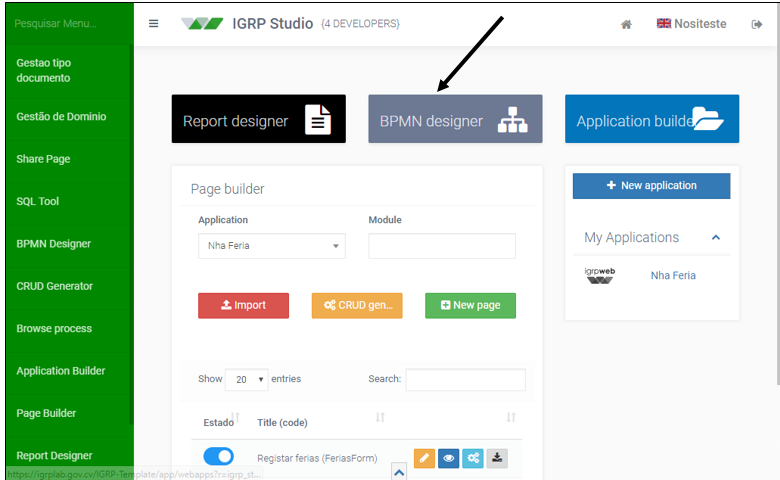 Pesquisar Menu...
Gestao tipo
documento
Gestão de Dominio
Share Page
SQL Tool
BPMN Designer
CRUD Generator
Browse process
Application Builder
Page Builder
Report Designer
IGRP Studio (4 DEVELOPERS)
Nositeste
Report designer
BPMN designer
Application builder
Page builder
Application
Module
Nha Feria
Import
CRUD gen...
New page
Show 20 entries
Search:
Estado
Title (code)
Registar ferias (FeriasForm)
New application
My Applications
igrpweb
Nha Feria
https://igrplab.gov.cv/IGRP-Template/app/webapps?r=igrp_st...